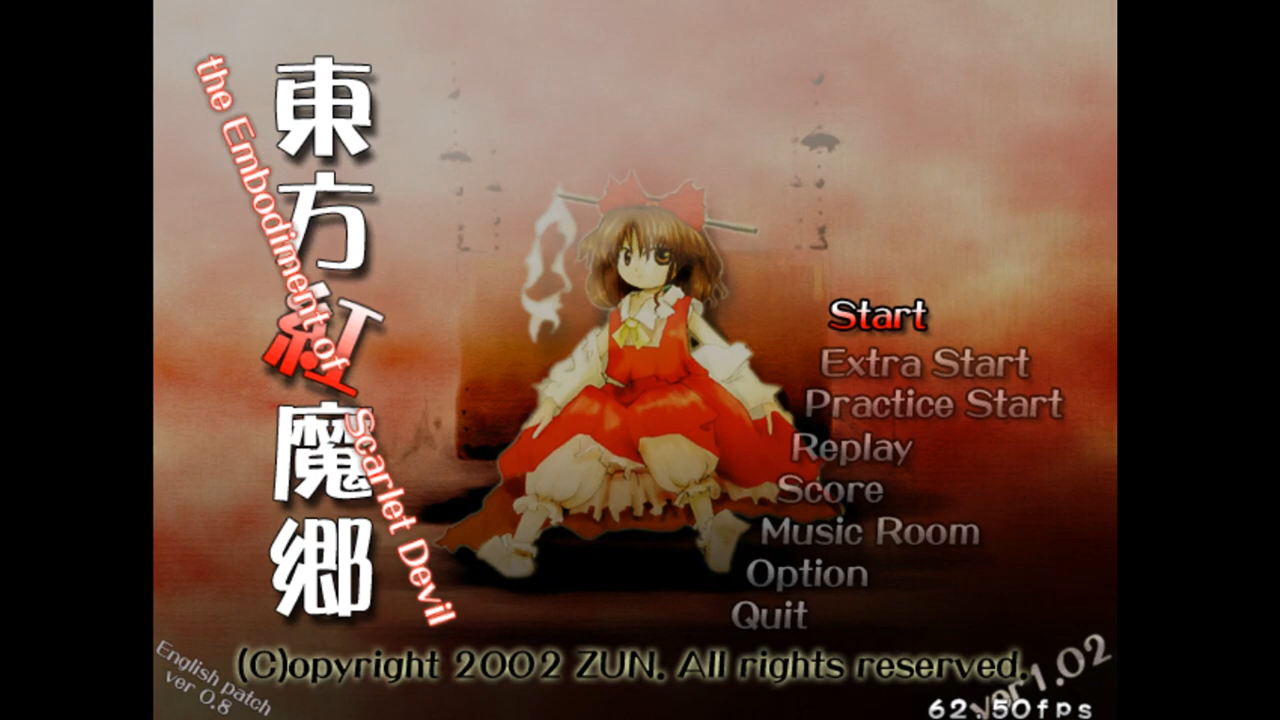 東方紅魔郷
the Embodiment of Scarlet Devil
Start
Extra Start
Practice Start
Replay
Score
Music Room
Option
Quit
(C)opyright 2002 ZUN. All rights reserved.
English patch
ver 0.8
ver1.02
62.50fps